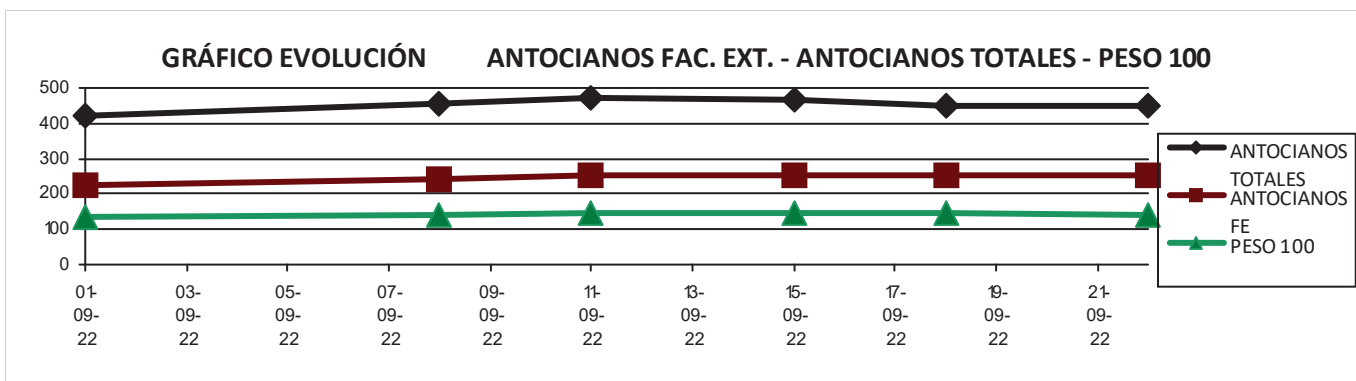 GRÁFICO EVOLUCIÓN ANTOCIANOS FAC. EXT. - ANTOCIANOS TOTALES - PESO 100
500
400
300
200
100
0
01-09-22
03-09-22
05-09-22
07-09-22
09-09-22
11-09-22
13-09-22
15-09-22
17-09-22
19-09-22
21-09-22
ANTOCIANOS
TOTALES
ANTOCIANOS
FE
PESO 100